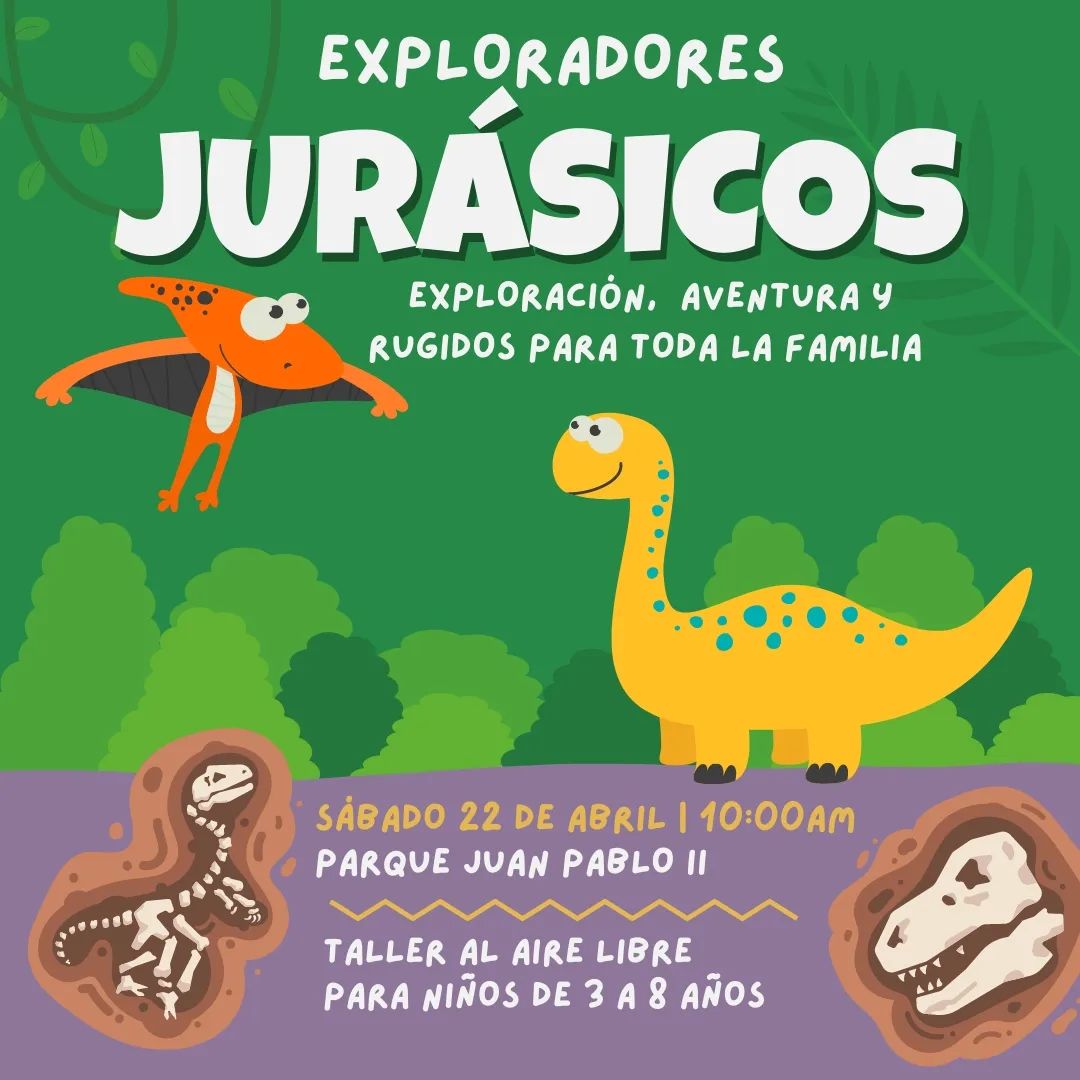 EXPLORADORES
JURÁSICOS
EXPLORACIÓN, AVENTURA Y
RUGIDOS PARA TODA LA FAMILIA
SÁBADO 22 DE ABRIL | 10:00AM
PARQUE JUAN PABLO II
TALLER AL AIRE LIBRE
PARA NIÑOS DE 3 A 8 AÑOS